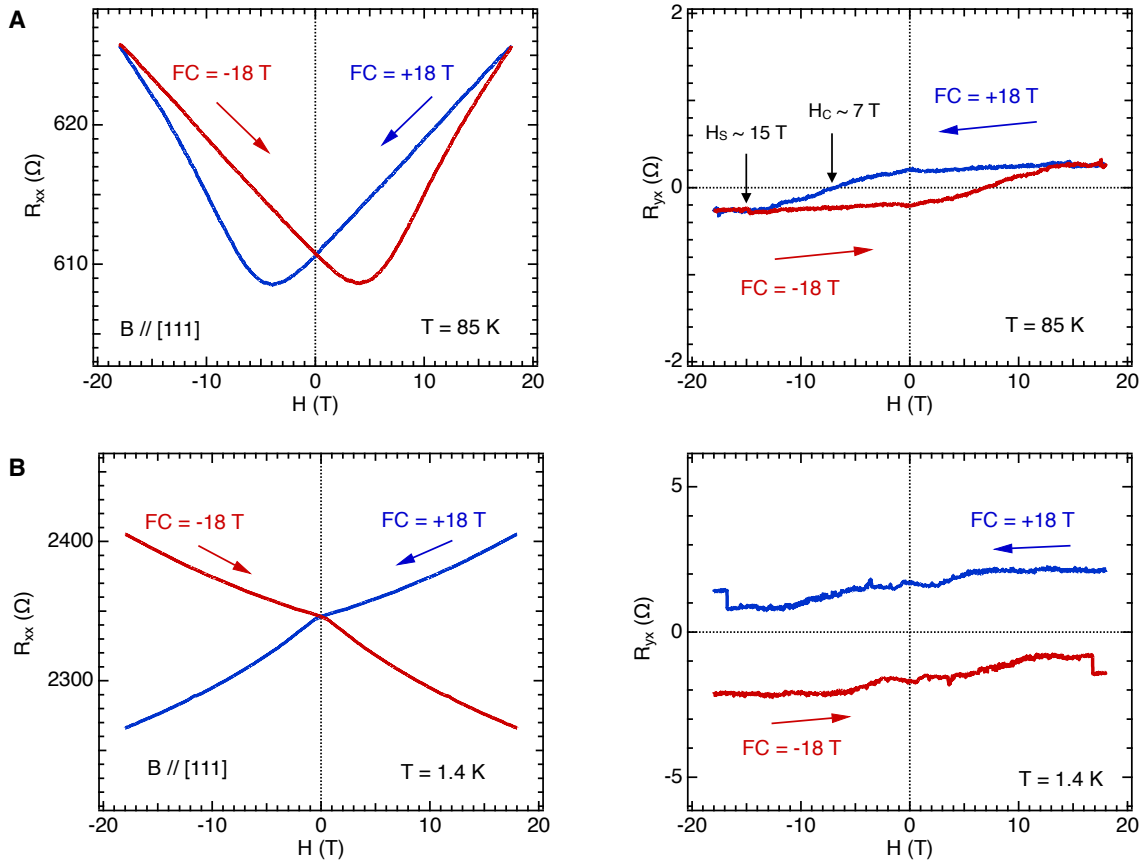 A
R_xx (Ω)
620
610
FC = -18 T
FC = +18 T
B // [111]
T = 85 K
-20
-10
0
10
20
H (T)
R_yx (Ω)
2
0
-2
H_S ~ 15 T
H_C ~ 7 T
FC = +18 T
FC = -18 T
T = 85 K
-20
-10
0
10
20
H (T)
B
R_xx (Ω)
2400
2300
FC = -18 T
FC = +18 T
B // [111]
T = 1.4 K
-20
-10
0
10
20
H (T)
R_yx (Ω)
5
0
-5
FC = +18 T
FC = -18 T
T = 1.4 K
-20
-10
0
10
20
H (T)